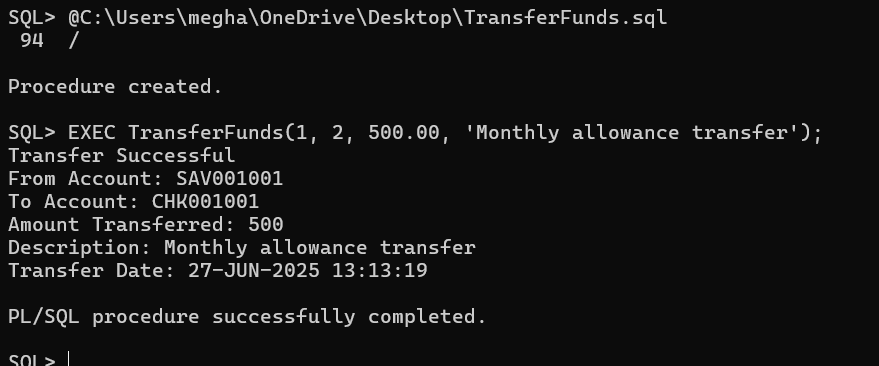 SQL> @C:\Users\megha\OneDrive\Desktop\TransferFunds.sql
 94  /
Procedure created.
SQL> EXEC TransferFunds(1, 2, 500.00, 'Monthly allowance transfer');
Transfer Successful
From Account: SAV001001
To Account: CHK001001
Amount Transferred: 500
Description: Monthly allowance transfer
Transfer Date: 27-JUN-2025 13:13:19
PL/SQL procedure successfully completed.
SQL>